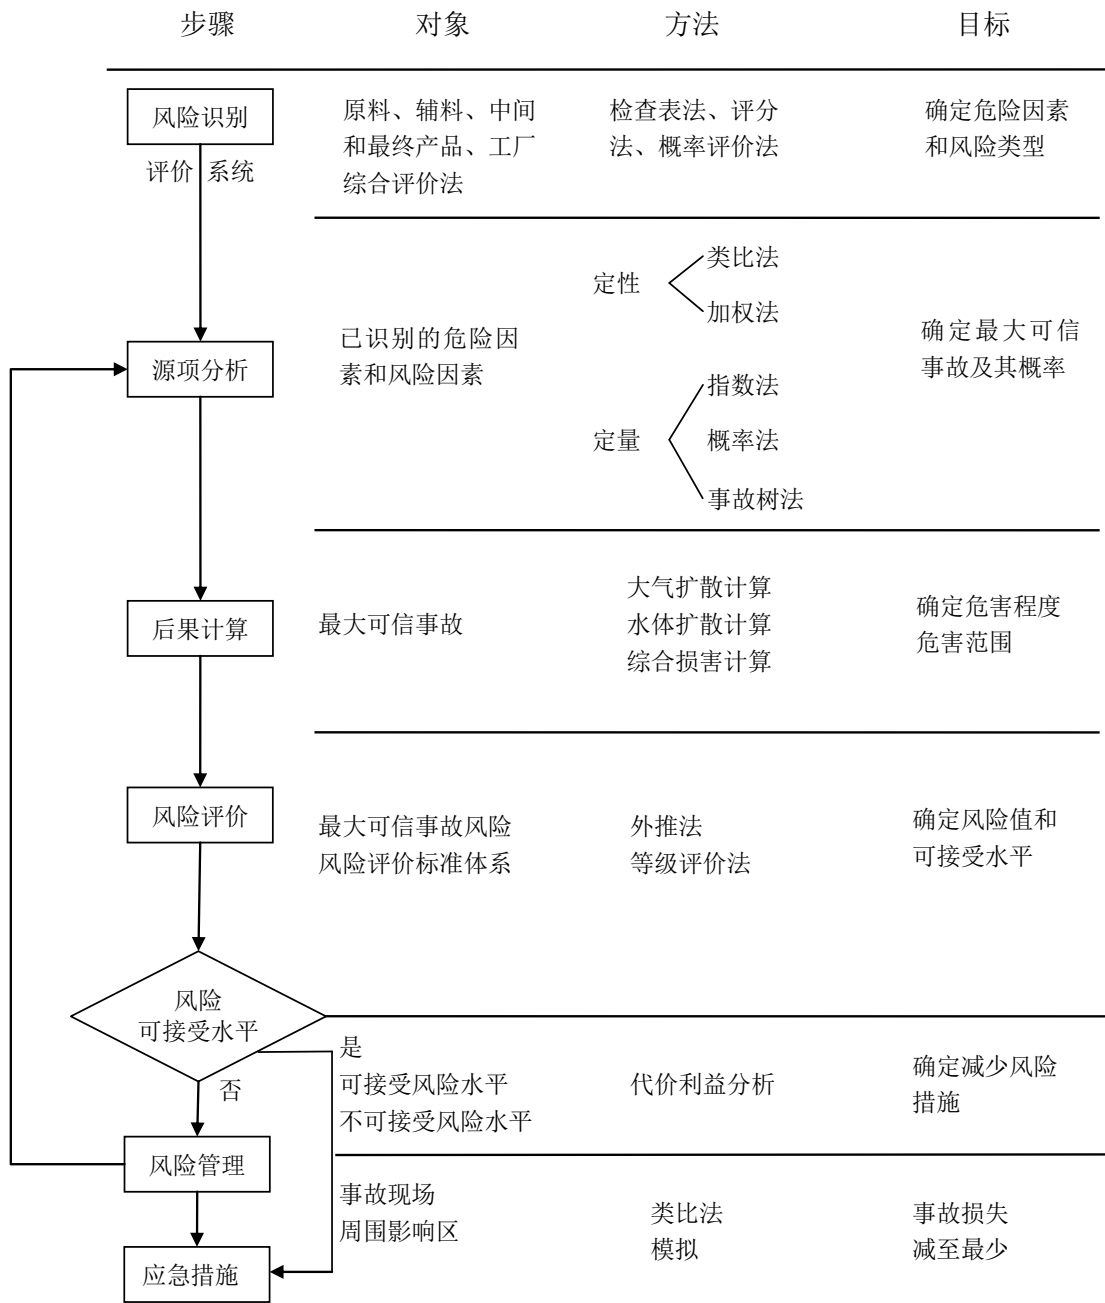 步骤
对象
方法
目标
风险识别
原料、辅料、中间
和最终产品、工厂
综合评价法
检查表法、评分
法、概率评价法
确定危险因素
和风险类型
评价 系统
源项分析
已识别的危险因
素和风险因素
定性
类比法
加权法
定量
指数法
概率法
事故树法
确定最大可信
事故及其概率
后果计算
最大可信事故
大气扩散计算
水体扩散计算
综合损害计算
确定危害程度
危害范围
风险评价
最大可信事故风险
风险评价标准体系
外推法
等级评价法
确定风险值和
可接受水平
风险
可接受水平
否
是
可接受风险水平
不可接受风险水平
代价利益分析
确定减少风险
措施
风险管理
事故现场
周围影响区
类比法
模拟
事故损失
减至最少
应急措施